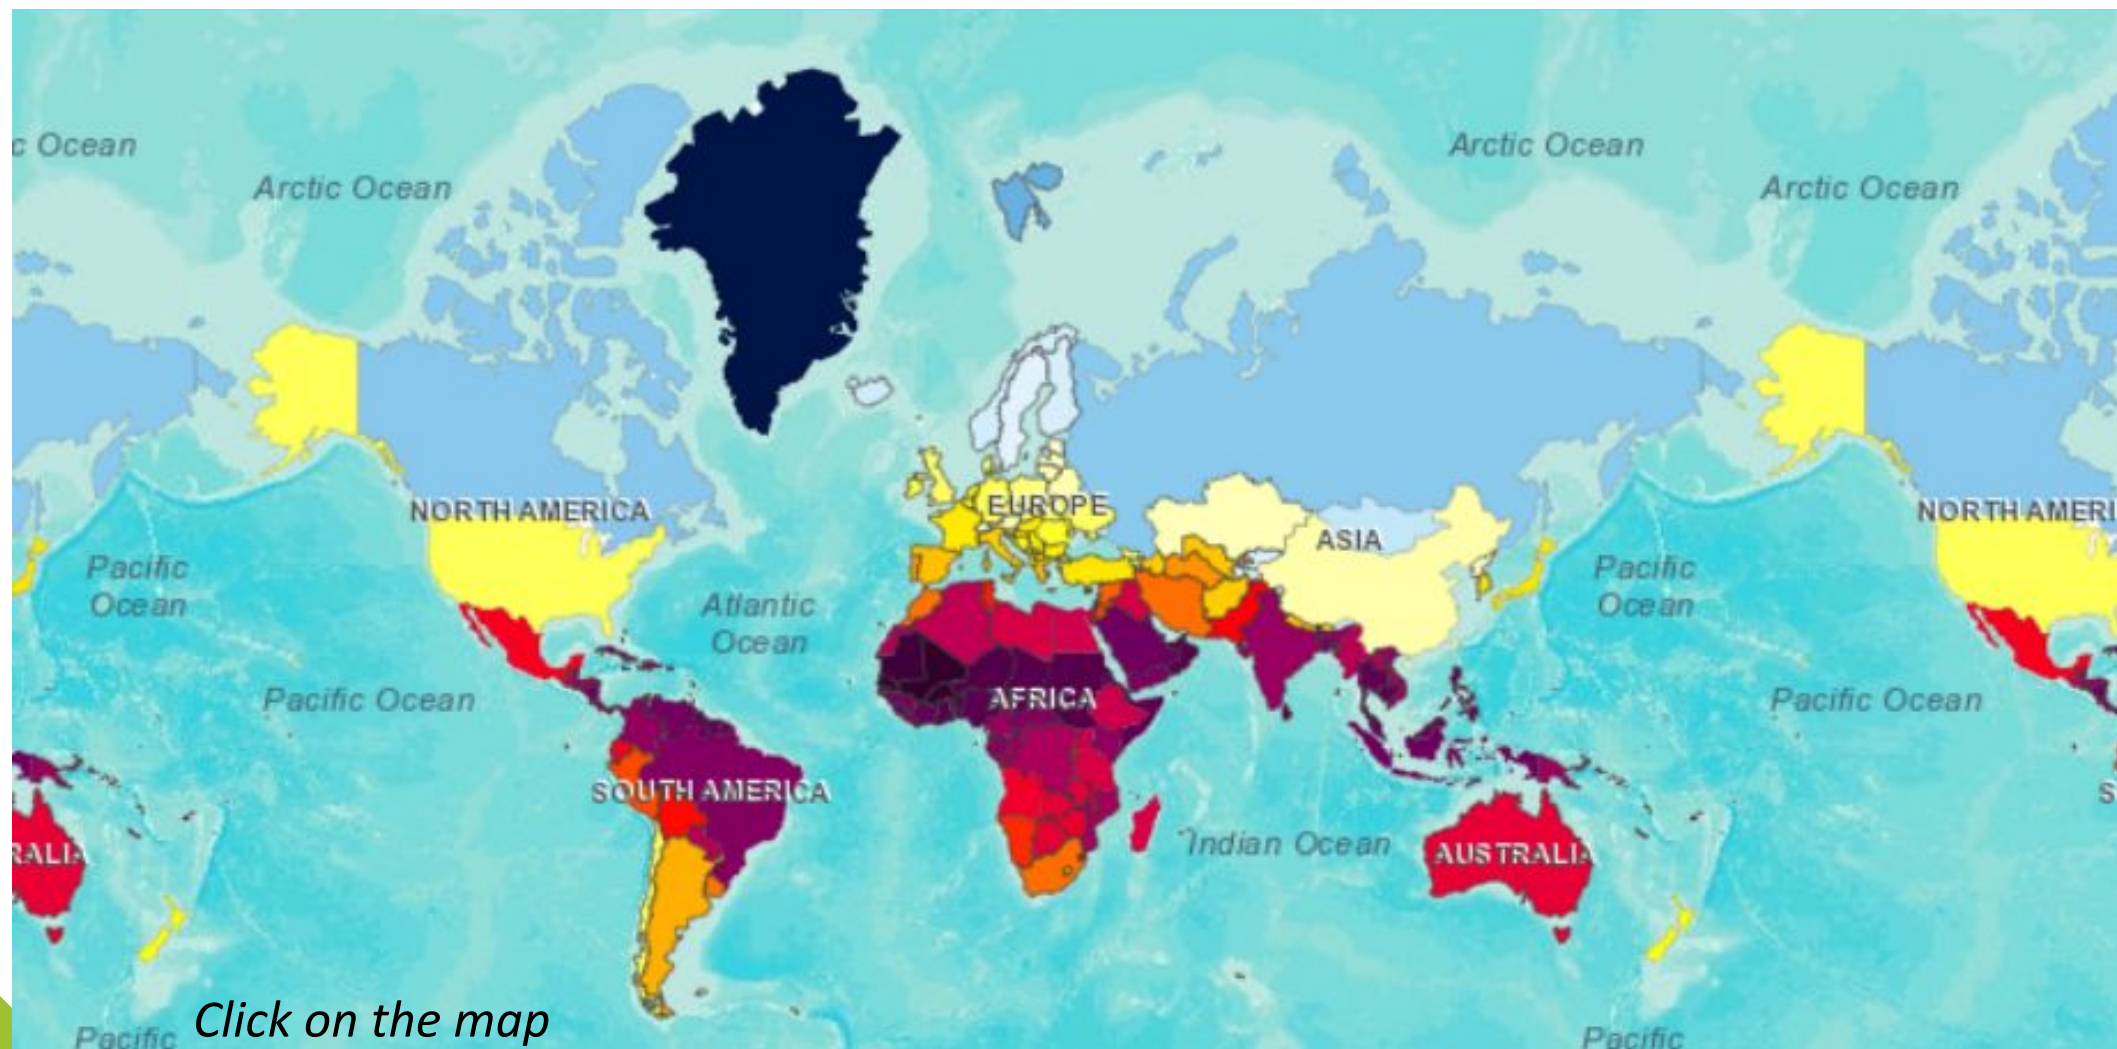 c Ocean
Arctic Ocean
Arctic Ocean
Arctic Ocean
NORTH AMERICA
EUROPE
ASIA
NORTH AMERI
Pacific
Ocean
Atlantic
Ocean
Pacific
Ocean
Pacific Ocean
AFRICA
Pacific Ocean
SOUTH AMERICA
S
RALIA
Indian Ocean
AUSTRALIA
Click on the map
Pacific
Pacific